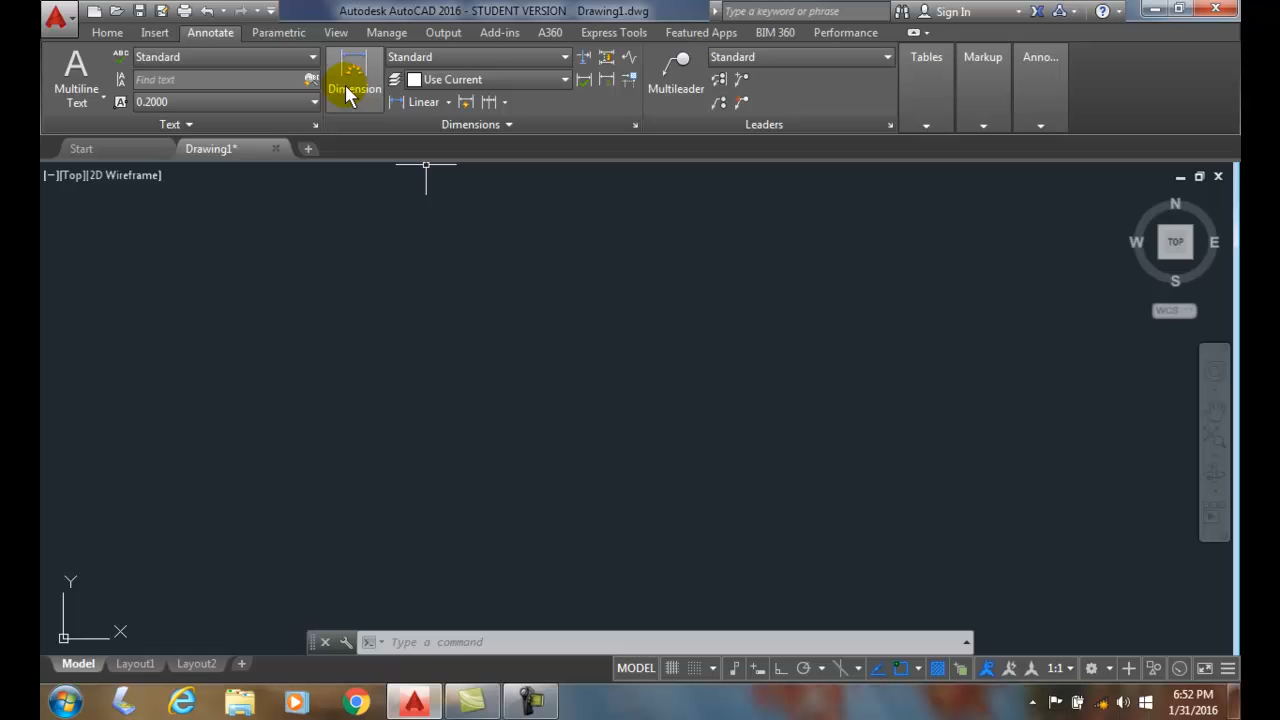 Autodesk AutoCAD 2016 - STUDENT VERSION Drawing1.dwg
Type a keyword or phrase
Sign In
Home Insert Annotate Parametric View Manage Output Add-ins A360 Express Tools Featured Apps BIM 360 Performance
Multiline Text
ABC Standard
Find text
0.2000
Text
Dimension
Standard
Use Current
Linear
Dimensions
Multileader
Standard
Leaders
Tables
Markup
Anno...
Start
Drawing1*
[−][Top][2D Wireframe]
N
W TOP E
S
WCS
Y
X
Type a command
Model Layout1 Layout2
MODEL
1:1
6:52 PM
1/31/2016